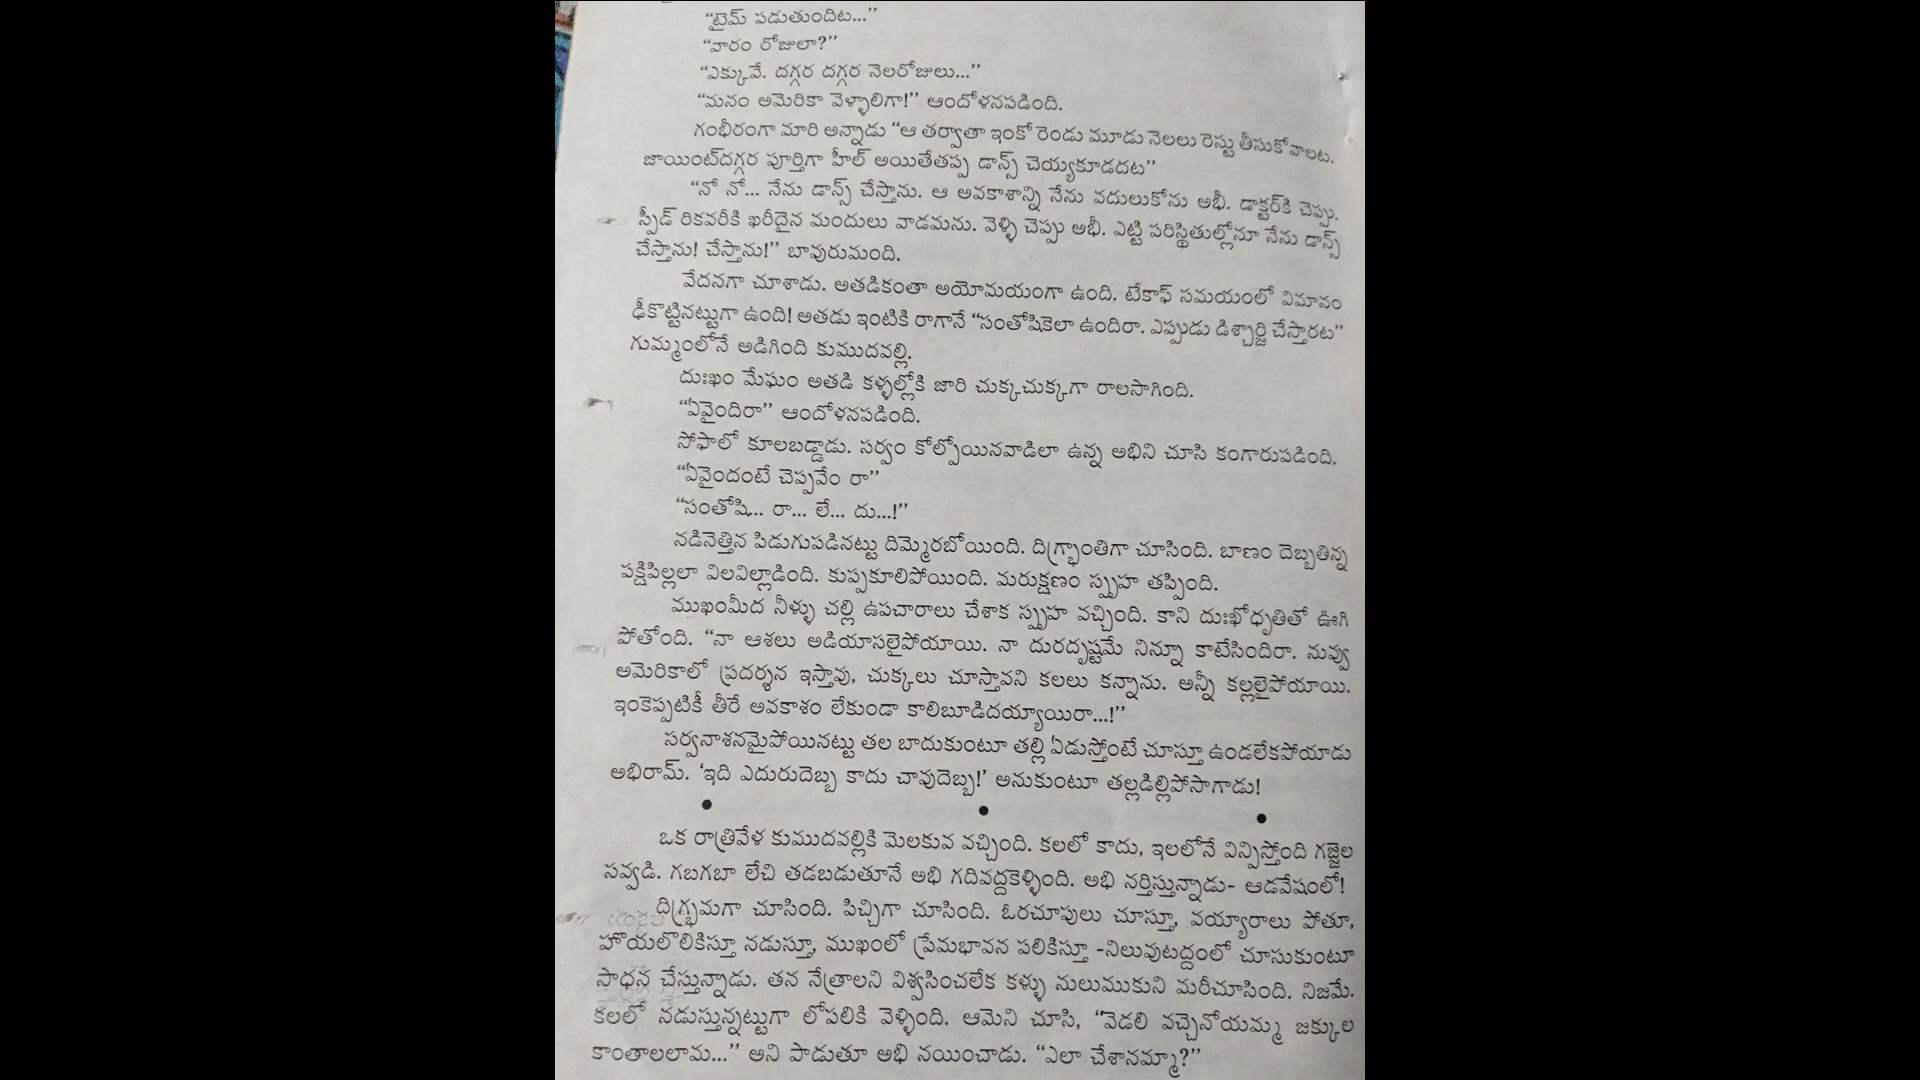 “టైమ్ పడుతుందిట...”
“వారం రోజులా?”
“ఎక్కువే. దగ్గర దగ్గర నెలరోజులు...”
“మనం అమెరికా వెళ్ళాలిగా!” ఆందోళనపడింది.
గంభీరంగా మారి అన్నాడు “ఆ తర్వాతా ఇంకో రెండు మూడు నెలలు రెస్టు తీసుకోవాలట.
జాయింట్‌దగ్గర పూర్తిగా హీల్ అయితేతప్ప డాన్స్ చెయ్యకూడదట”
“నో నో... నేను డాన్స్ చేస్తాను. ఆ అవకాశాన్ని నేను వదులుకోను అభీ. డాక్టర్‌కి చెప్పు.
స్పీడ్ రికవరీకి ఖరీదైన మందులు వాడమను. వెళ్ళి చెప్పు అభీ. ఎట్టి పరిస్థితుల్లోనూ నేను డాన్స్
చేస్తాను! చేస్తాను!” బావురుమంది.
వేదనగా చూశాడు. అతడికంతా అయోమయంగా ఉంది. టేకాఫ్ సమయంలో విమానం
ఢీకొట్టినట్టుగా ఉంది! అతడు ఇంటికి రాగానే “సంతోషికెలా ఉందిరా. ఎప్పుడు డిశ్చార్జి చేస్తారట”
గుమ్మంలోనే అడిగింది కుముదవల్లి.
దుఃఖం మేఘం అతడి కళ్ళల్లోకి జారి చుక్కచుక్కగా రాలసాగింది.
“ఏవైందిరా” ఆందోళనపడింది.
సోఫాలో కూలబడ్డాడు. సర్వం కోల్పోయినవాడిలా ఉన్న అభిని చూసి కంగారుపడింది.
“ఏవైందంటే చెప్పవేం రా”
“సంతోషి... రా... లే... దు...!”
నడినెత్తిన పిడుగుపడినట్టు దిమ్మెరబోయింది. దిగ్భ్రాంతిగా చూసింది. బాణం దెబ్బతిన్న
పక్షిపిల్లలా విలవిల్లాడింది. కుప్పకూలిపోయింది. మరుక్షణం స్పృహ తప్పింది.
ముఖంమీద నీళ్ళు చల్లి ఉపచారాలు చేశాక స్పృహ వచ్చింది. కాని దుఃఖోధృతితో ఊగి
పోతోంది. “నా ఆశలు అడియాసలైపోయాయి. నా దురదృష్టమే నిన్నూ కాటేసిందిరా. నువ్వు
అమెరికాలో ప్రదర్శన ఇస్తావు, చుక్కలు చూస్తావని కలలు కన్నాను. అన్నీ కల్లలైపోయాయి.
ఇంకెప్పటికీ తీరే అవకాశం లేకుండా కాలిబూడిదయ్యాయిరా...!”
సర్వనాశనమైపోయినట్టు తల బాదుకుంటూ తల్లి ఏడుస్తోంటే చూస్తూ ఉండలేకపోయాడు
అభిరామ్. ‘ఇది ఎదురుదెబ్బ కాదు చావుదెబ్బ!’ అనుకుంటూ తల్లడిల్లిపోసాగాడు!
• • •
ఒక రాత్రివేళ కుముదవల్లికి మెలకువ వచ్చింది. కలలో కాదు, ఇలలోనే విన్పిస్తోంది గజ్జెల
సవ్వడి. గబగబా లేచి తడబడుతూనే అభి గదివద్దకెళ్ళింది. అభి నర్తిస్తున్నాడు- ఆడవేషంలో!
దిగ్భ్రమగా చూసింది. పిచ్చిగా చూసింది. ఓరచూపులు చూస్తూ, వయ్యారాలు పోతూ,
హొయలొలికిస్తూ నడుస్తూ, ముఖంలో ప్రేమభావన పలికిస్తూ -నిలువుటద్దంలో చూసుకుంటూ
సాధన చేస్తున్నాడు. తన నేత్రాలని విశ్వసించలేక కళ్ళు నులుముకుని మరీచూసింది. నిజమే.
కలలో నడుస్తున్నట్టుగా లోపలికి వెళ్ళింది. ఆమెని చూసి, “వెడలి వచ్చెనోయమ్మ జక్కుల
కాంతాలలామ...” అని పాడుతూ అభి నయించాడు. “ఎలా చేశానమ్మా?”